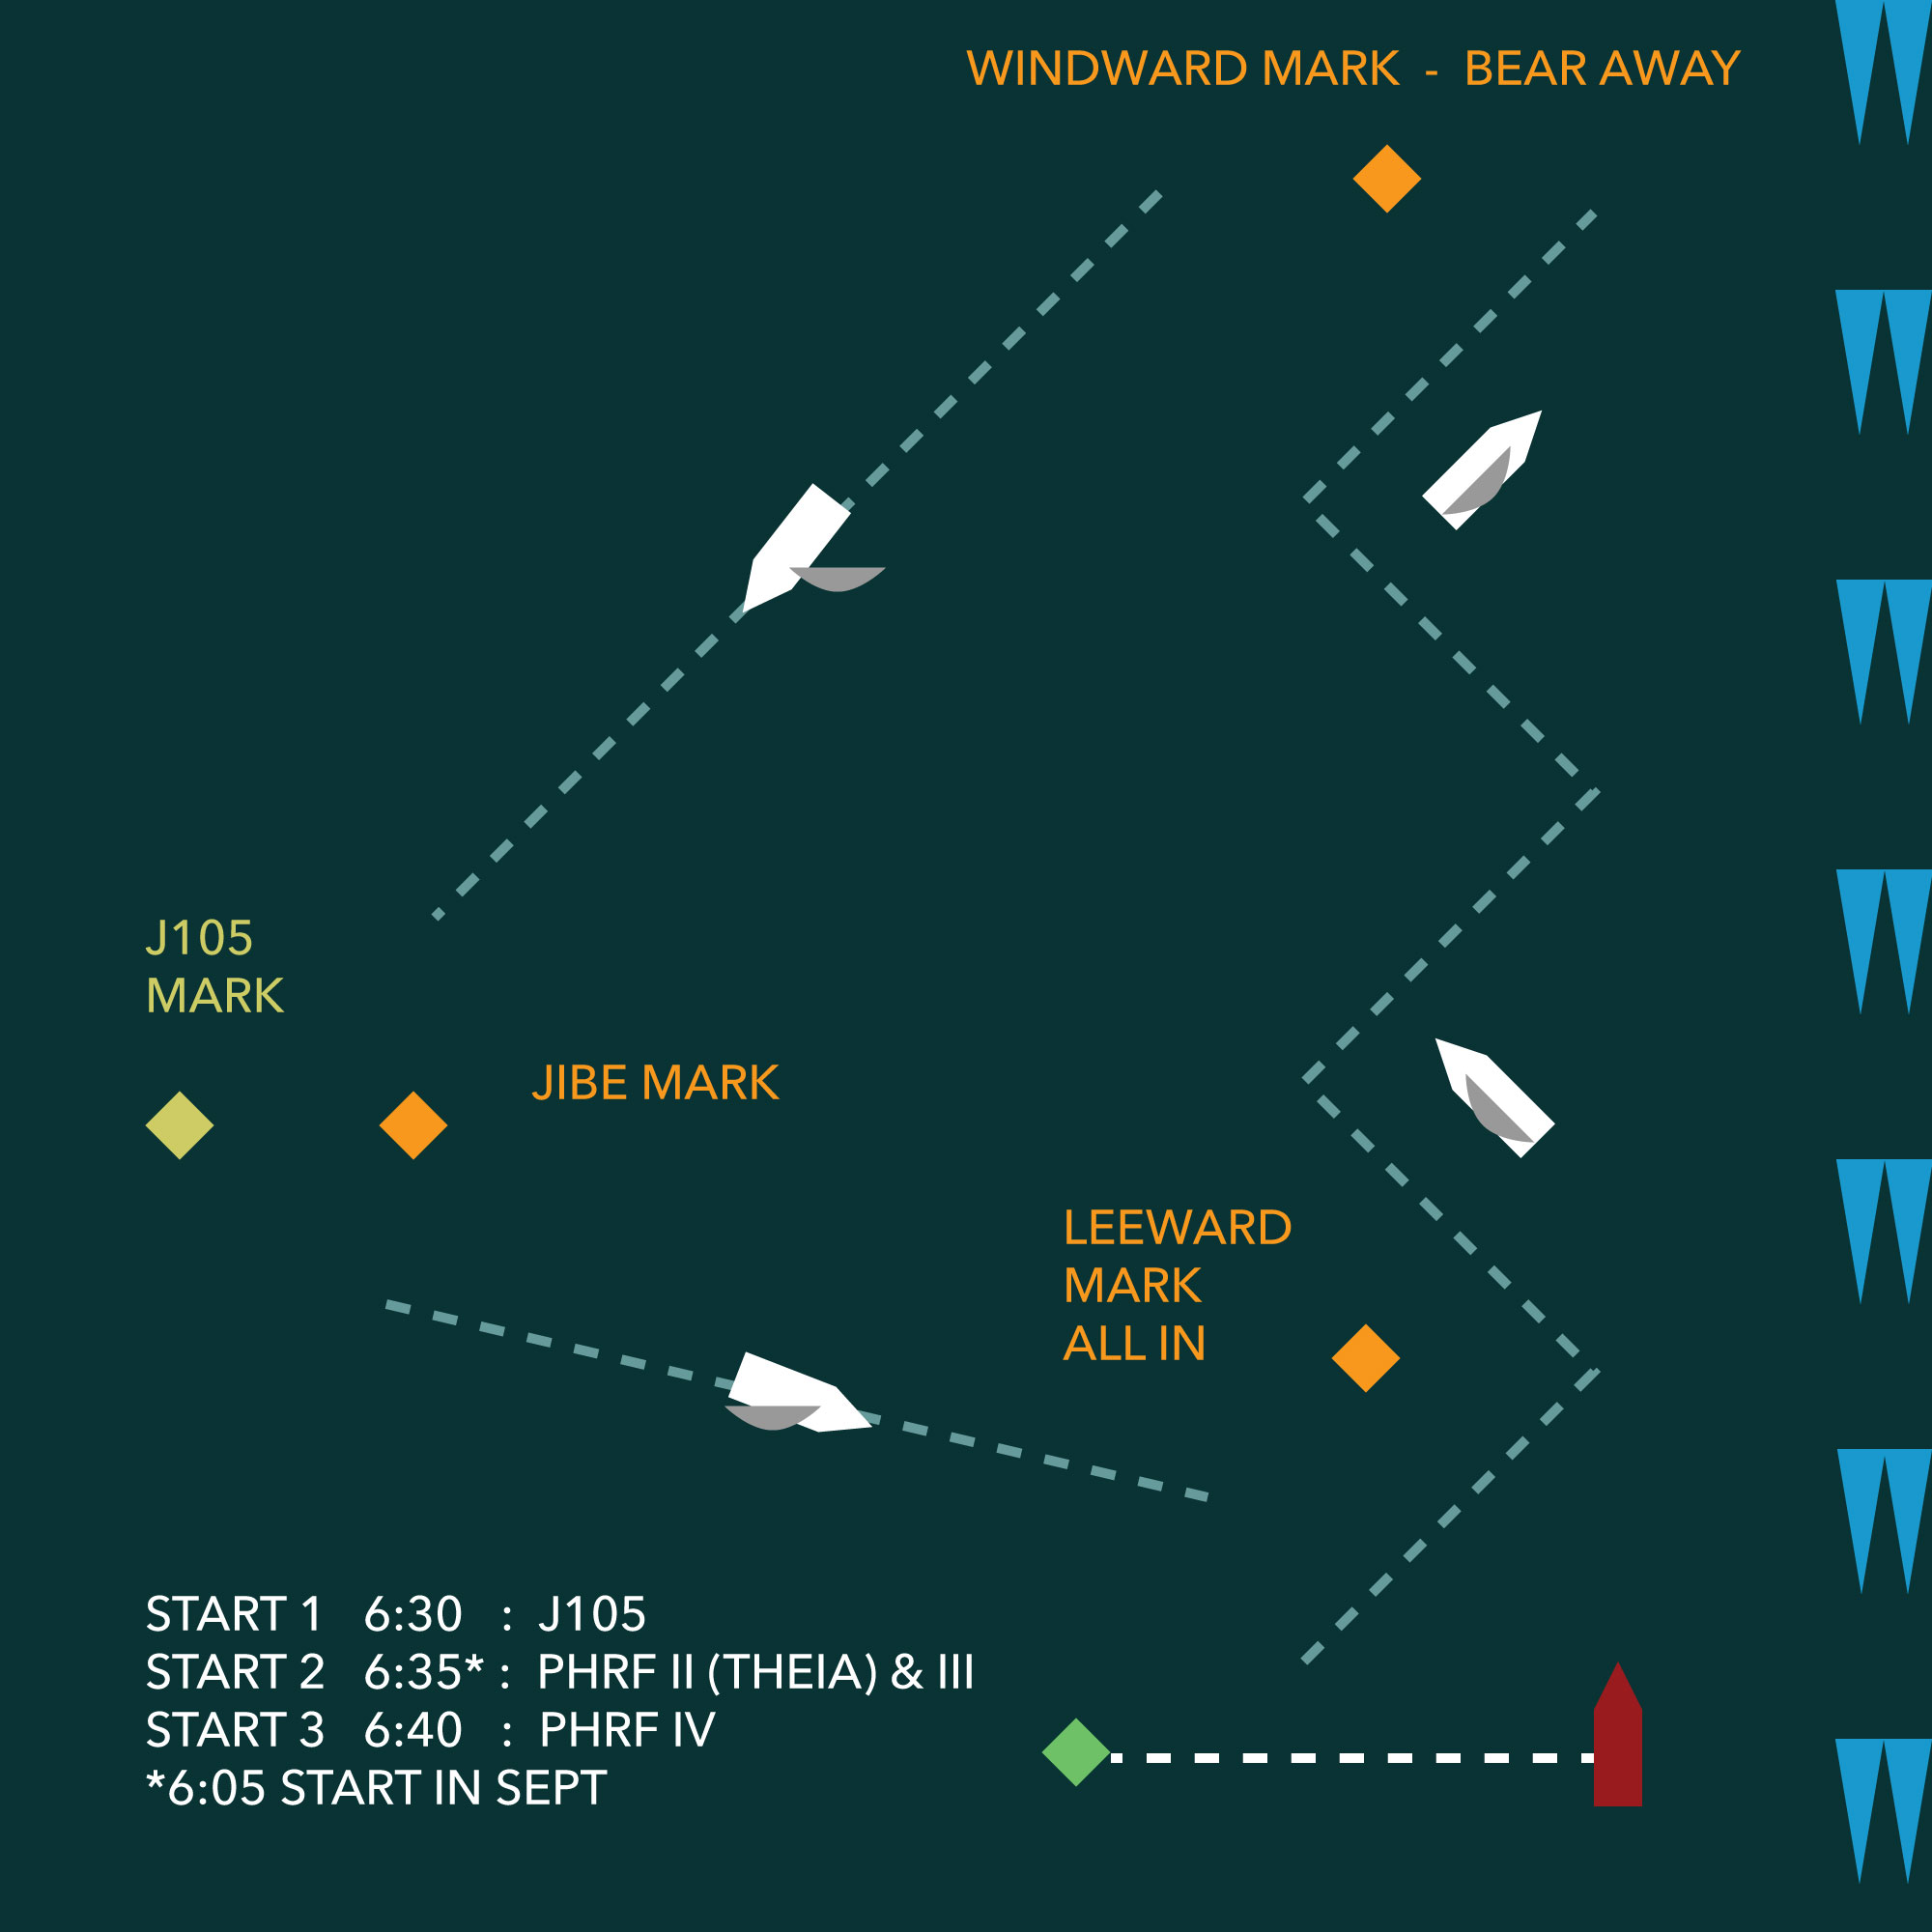 WINDWARD MARK - BEAR AWAY
J105
MARK
JIBE MARK
LEEWARD
MARK
ALL IN
START 1 6:30 : J105
START 2 6:35* : PHRF II (THEIA) & III
START 3 6:40 : PHRF IV
*6:05 START IN SEPT